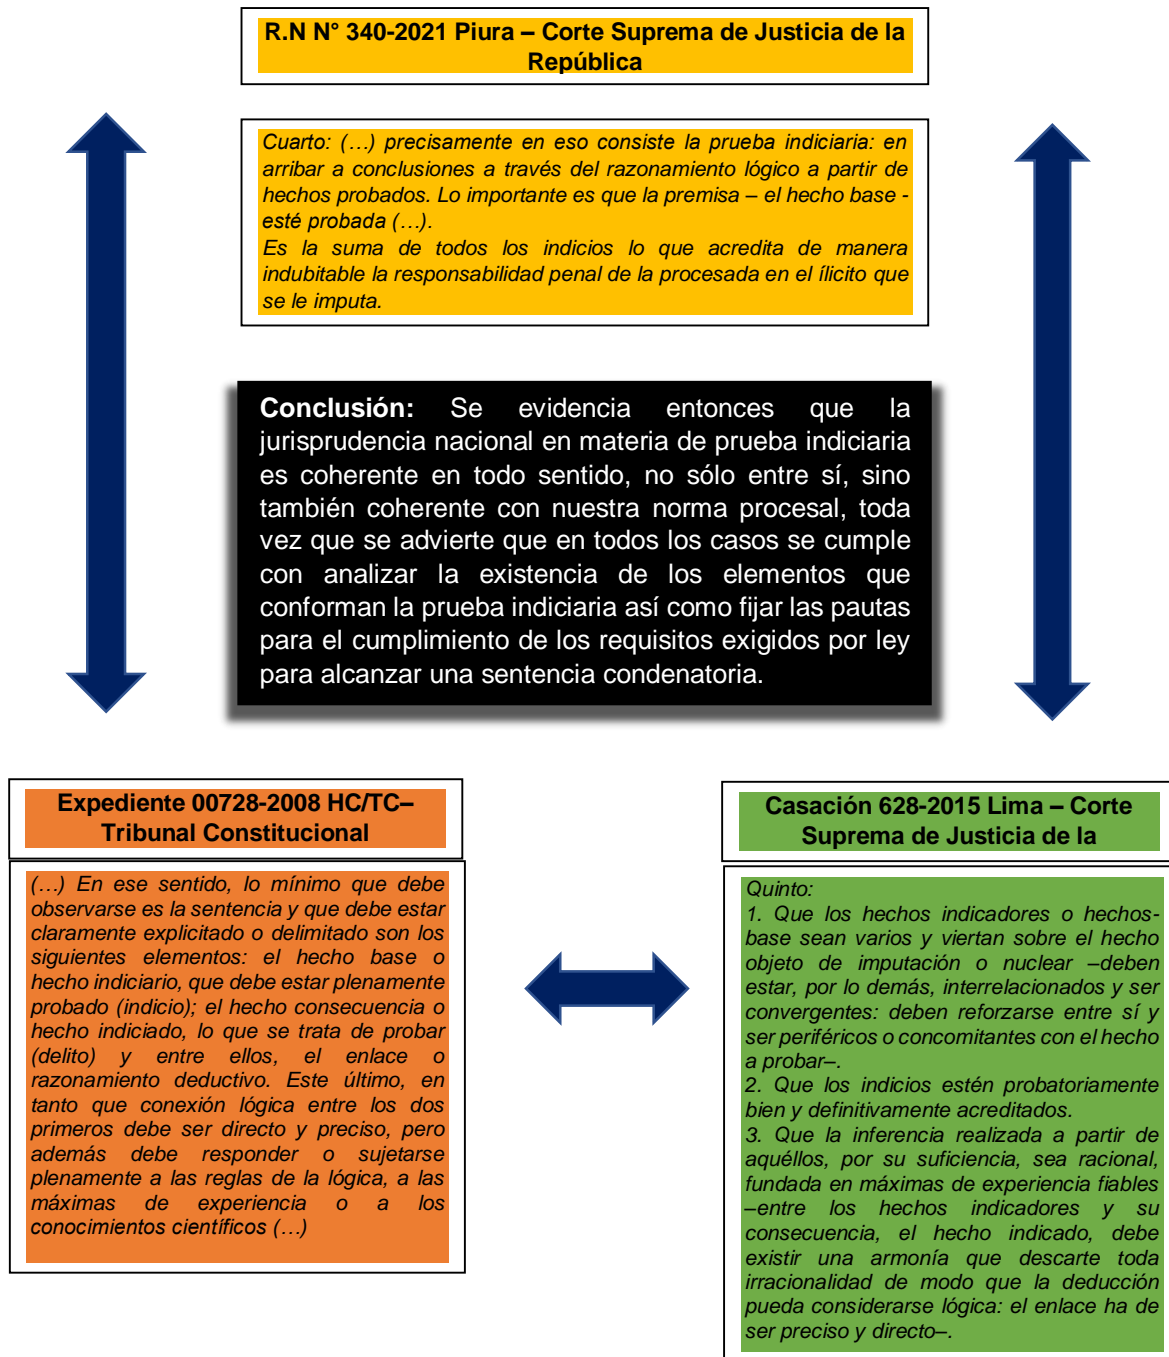 R.N N° 340-2021 Piura – Corte Suprema de Justicia de la
República
Cuarto: (…) precisamente en eso consiste la prueba indiciaria: en
arribar a conclusiones a través del razonamiento lógico a partir de
hechos probados. Lo importante es que la premisa – el hecho base -
esté probada (…).
Es la suma de todos los indicios lo que acredita de manera
indubitable la responsabilidad penal de la procesada en el ílicito que
se le imputa.
Conclusión: Se evidencia entonces que la
jurisprudencia nacional en materia de prueba indiciaria
es coherente en todo sentido, no sólo entre sí, sino
también coherente con nuestra norma procesal, toda
vez que se advierte que en todos los casos se cumple
con analizar la existencia de los elementos que
conforman la prueba indiciaria así como fijar las pautas
para el cumplimiento de los requisitos exigidos por ley
para alcanzar una sentencia condenatoria.
Expediente 00728-2008 HC/TC–
Tribunal Constitucional
(…) En ese sentido, lo mínimo que debe
observarse es la sentencia y que debe estar
claramente explicitado o delimitado son los
siguientes elementos: el hecho base o
hecho indiciario, que debe estar plenamente
probado (indicio); el hecho consecuencia o
hecho indiciado, lo que se trata de probar
(delito) y entre ellos, el enlace o
razonamiento deductivo. Este último, en
tanto que conexión lógica entre los dos
primeros debe ser directo y preciso, pero
además debe responder o sujetarse
plenamente a las reglas de la lógica, a las
máximas de experiencia o a los
conocimientos científicos (…)
Casación 628-2015 Lima – Corte
Suprema de Justicia de la
Quinto:
1. Que los hechos indicadores o hechos-
base sean varios y viertan sobre el hecho
objeto de imputación o nuclear –deben
estar, por lo demás, interrelacionados y ser
convergentes: deben reforzarse entre sí y
ser periféricos o concomitantes con el hecho
a probar–.
2. Que los indicios estén probatoriamente
bien y definitivamente acreditados.
3. Que la inferencia realizada a partir de
aquéllos, por su suficiencia, sea racional,
fundada en máximas de experiencia fiables
–entre los hechos indicadores y su
consecuencia, el hecho indicado, debe
existir una armonía que descarte toda
irracionalidad de modo que la deducción
pueda considerarse lógica: el enlace ha de
ser preciso y directo–.